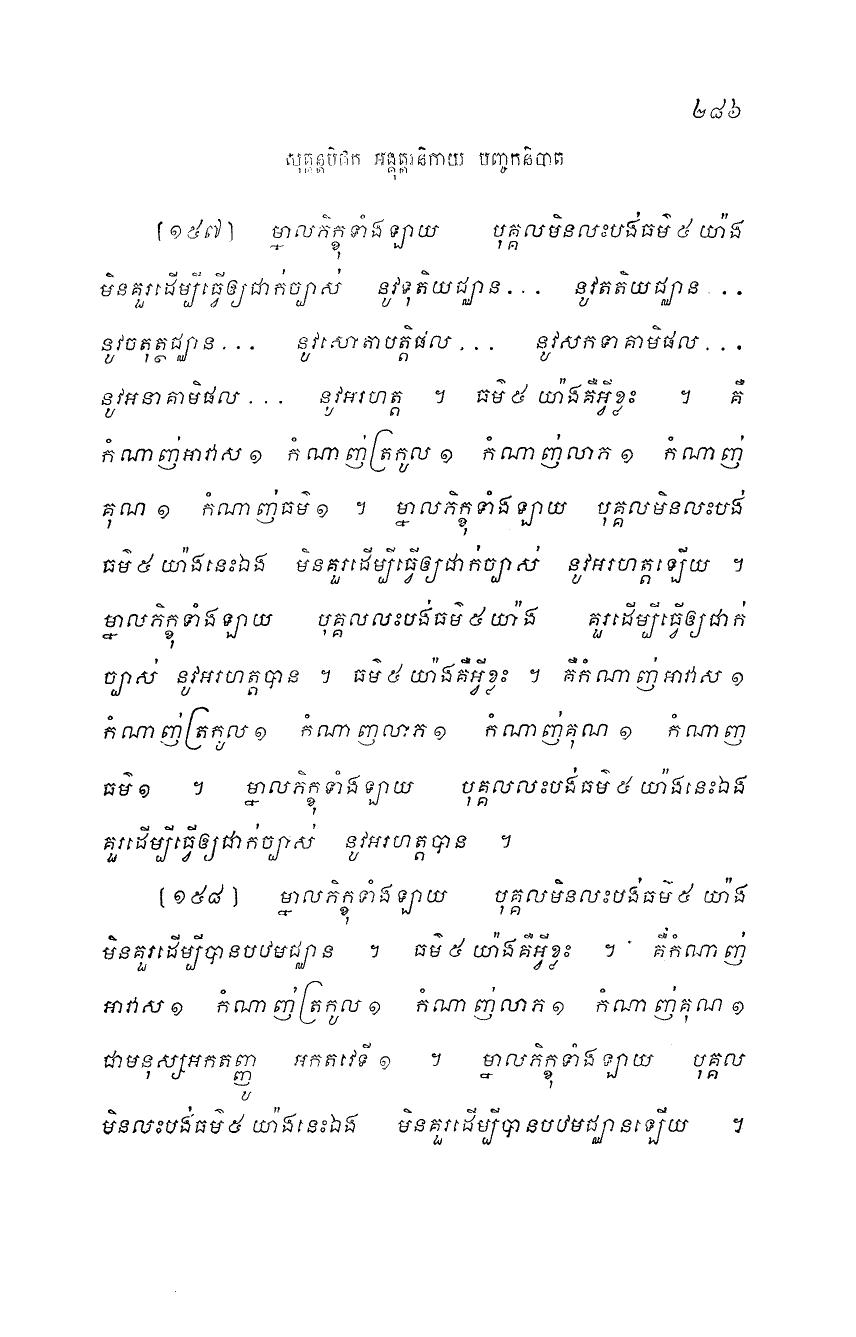 ២៨៦
សុត្តន្តបិដក អង្គុត្តរនិកាយ បញ្ចកនិបាត
(១៥៧) ម្នាលភិក្ខុទាំងឡាយ បុគ្គលមិនលះបង់ធម៌ ៥ យ៉ាង
មិនគួរដើម្បីធ្វើឲ្យជាក់ច្បាស់ នូវទុតិយជ្ឈាន... នូវតតិយជ្ឈាន ...
នូវចតុត្ថជ្ឈាន... នូវសោតាបត្តិផល ... នូវសកទាគាមិផល ...
នូវអនាគាមិផល ... នូវអរហត្ត ។ ធម៌ ៥ យ៉ាងគឺអ្វីខ្លះ ។ គឺ
កំណាញ់អាវាស ១ កំណាញ់ត្រកូល ១ កំណាញ់លាភ ១ កំណាញ់
គុណ ១ កំណាញ់ធម៌ ១ ។ ម្នាលភិក្ខុទាំងឡាយ បុគ្គលមិនលះបង់
ធម៌ ៥ យ៉ាងនេះឯង មិនគួរដើម្បីធ្វើឲ្យជាក់ច្បាស់ នូវអរហត្តឡើយ ។
ម្នាលភិក្ខុទាំងឡាយ បុគ្គលលះបង់ធម៌ ៥ យ៉ាង គួរដើម្បីធ្វើឲ្យជាក់
ច្បាស់ នូវអរហត្តបាន ។ ធម៌ ៥ យ៉ាងគឺអ្វីខ្លះ ។ គឺកំណាញ់អាវាស ១
កំណាញ់ត្រកូល ១ កំណាញលាភ ១ កំណាញ់គុណ ១ កំណាញ
ធម៌ ១ ។ ម្នាលភិក្ខុទាំងឡាយ បុគ្គលលះបង់ធម៌ ៥ យ៉ាងនេះឯង
គួរដើម្បីធ្វើឲ្យជាក់ច្បាស់ នូវអរហត្តបាន ។
(១៥៨) ម្នាលភិក្ខុទាំងឡាយ បុគ្គលមិនលះបង់ធម៌ ៥ យ៉ាង
មិនគួរដើម្បីបានបឋមជ្ឈាន ។ ធម៌ ៥ យ៉ាងគឺអ្វីខ្លះ ។ គឺកំណាញ់
អាវាស ១ កំណាញ់ត្រកូល ១ កំណាញ់លាភ ១ កំណាញ់គុណ ១
ជាមនុស្សអកតញ្ញូ អកតវេទី ១ ។ ម្នាលភិក្ខុទាំងឡាយ បុគ្គល
មិនលះបង់ធម៌ ៥ យ៉ាងនេះឯង មិនគួរដើម្បីបានបឋមជ្ឈានឡើយ ។